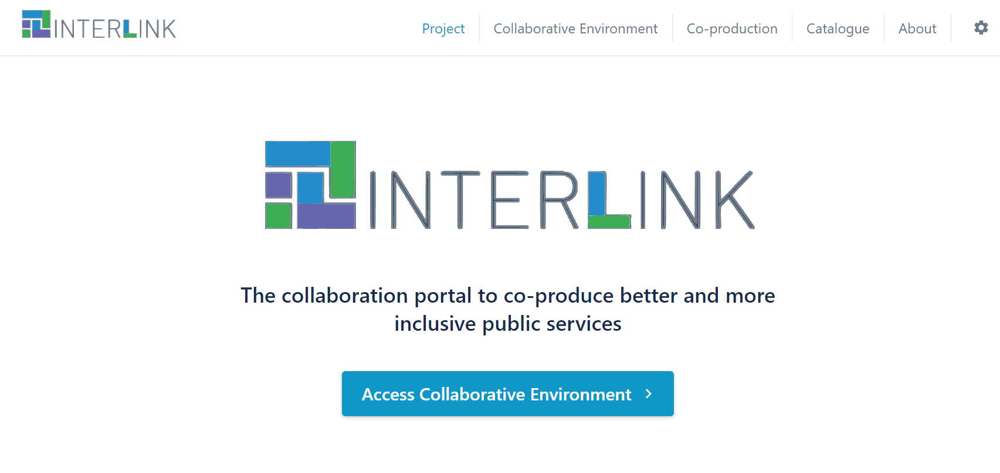 INTERLINK
Project
Collaborative Environment
Co-production
Catalogue
About
INTERLINK
The collaboration portal to co-produce better and more
inclusive public services
Access Collaborative Environment